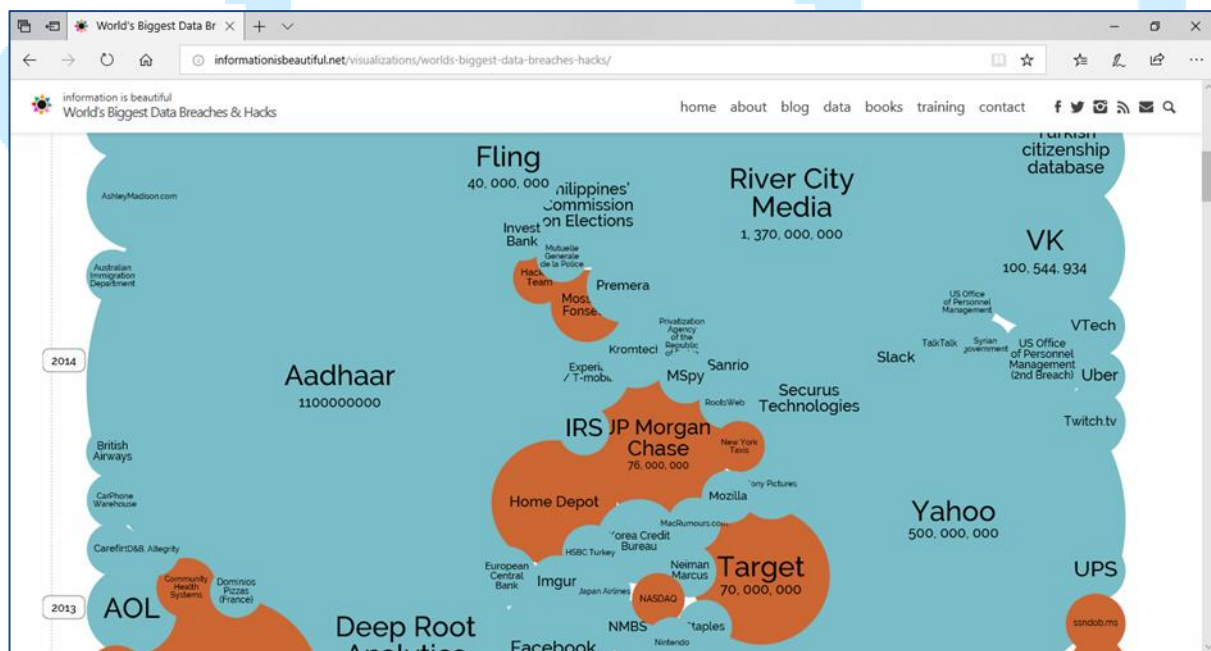 World's Biggest Data Br
informationisbeautiful.net/visualizations/worlds-biggest-data-breaches-hacks/
information is beautiful
World's Biggest Data Breaches & Hacks
home about blog data books training contact
citizenship
database
Fling
40, 000, 000
River City
Media
1, 370, 000, 000
AshleyMadison.com
on Elections
Invest
Bank
Mutuelle
Generale
de la Police
VK
100, 544, 934
Australian
Immigration
Department
Team
Premera
US Office
of Personnel
Management
Privatization
Agency
of the
Republic
VTech
2014
Kromtech
TalkTalk
Syrian
Slack
US Office
of Personnel
Management
(2nd Breach)
Uber
Aadhaar
1100000000
/ T-mob
MSpy
Sanrio
Securus
Technologies
RootsWeb
Twitch.tv
IRS
JP Morgan
Chase
76, 000, 000
New York
Taxis
British
Airways
CarPhone
Warehouse
Home Depot
Mozilla
Yahoo
500, 000, 000
MacRumours.com
Credit
Bureau
HSBC Turkey
D&B, Altegrity
European
Central
Bank
Imgur
Japan Airlines
Neiman
Marcus
Target
70, 000, 000
UPS
Community
Health
Systems
Dominios
Pizzas
(France)
NASDAQ
2013
AOL
Deep Root
NMBS
Nintendo
Facebook
ssndob.ms